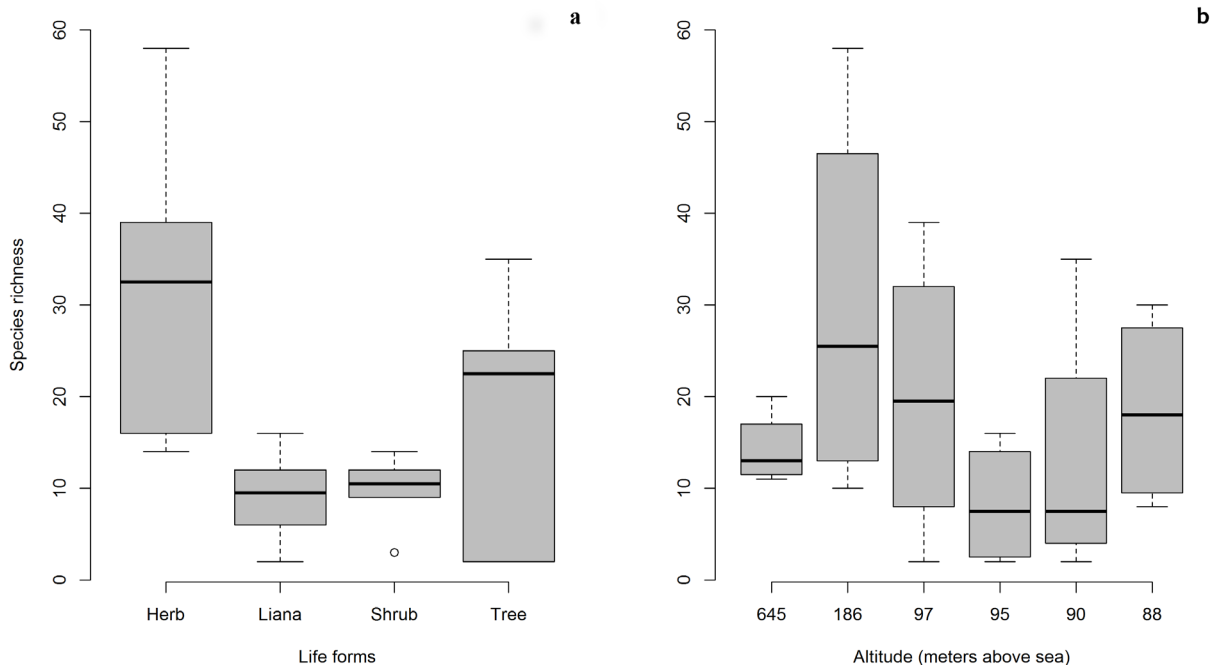 a
60
50
40
30
20
10
0
Species richness
Herb Liana Shrub Tree
Life forms
b
60
50
40
30
20
10
0
645 186 97 95 90 88
Altitude (meters above sea)